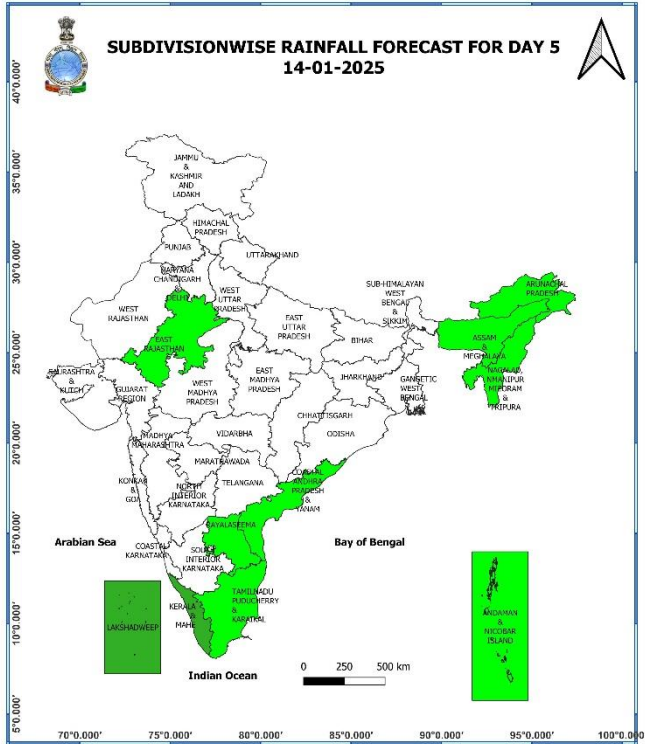 SUBDIVISIONWISE RAINFALL FORECAST FOR DAY 5
14-01-2025
JAMMU
&
KASHMIR
AND
LADAKH
HIMACHAL
PRADESH
PUNJAB
UTTARAKHAND
HARYANA
CHANDIGARH
&
DELHI
WEST
UTTAR
PRADESH
WEST
RAJASTHAN
EAST
RAJASTHAN
EAST
UTTAR
PRADESH
SUB-HIMALAYAN
WEST
BENGAL
&
SIKKIM
ARUNACHAL
PRADESH
BIHAR
ASSAM
&
MEGHALAYA
NAGALAD,
MIZORAM
&
TRIPURA
SAURASHTRA
&
KUTCH
GUJARAT
REGION
WEST
MADHYA
PRADESH
EAST
MADHYA
PRADESH
JHARKHAND
GANGETIC
WEST
BENGAL
CHHATTISGARH
ODISHA
MADHYA
MAHARASHTRA
VIDARBHA
MARATHWADA
TELANGANA
COASTAL
ANDHRA
PRADESH
&
YANAM
KONKAN
&
GOA
NORTH
INTERIOR
KARNATAKA
RAYALASEEMA
COASTAL
KARNATAKA
SOUTH
INTERIOR
KARNATAKA
Arabian Sea
Bay of Bengal
TAMILNADU
PUDUCHERRY
&
KARAIKAL
KERALA
&
MAHE
LAKSHADWEEP
ANDAMAN
&
NICOBAR
ISLAND
Indian Ocean
0 250 500 km
40°0.000'
35°0.000'
30°0.000'
25°0.000'
20°0.000'
15°0.000'
10°0.000'
5°0.000'
70°0.000' 75°0.000' 80°0.000' 85°0.000' 90°0.000' 95°0.000' 100°0.000'